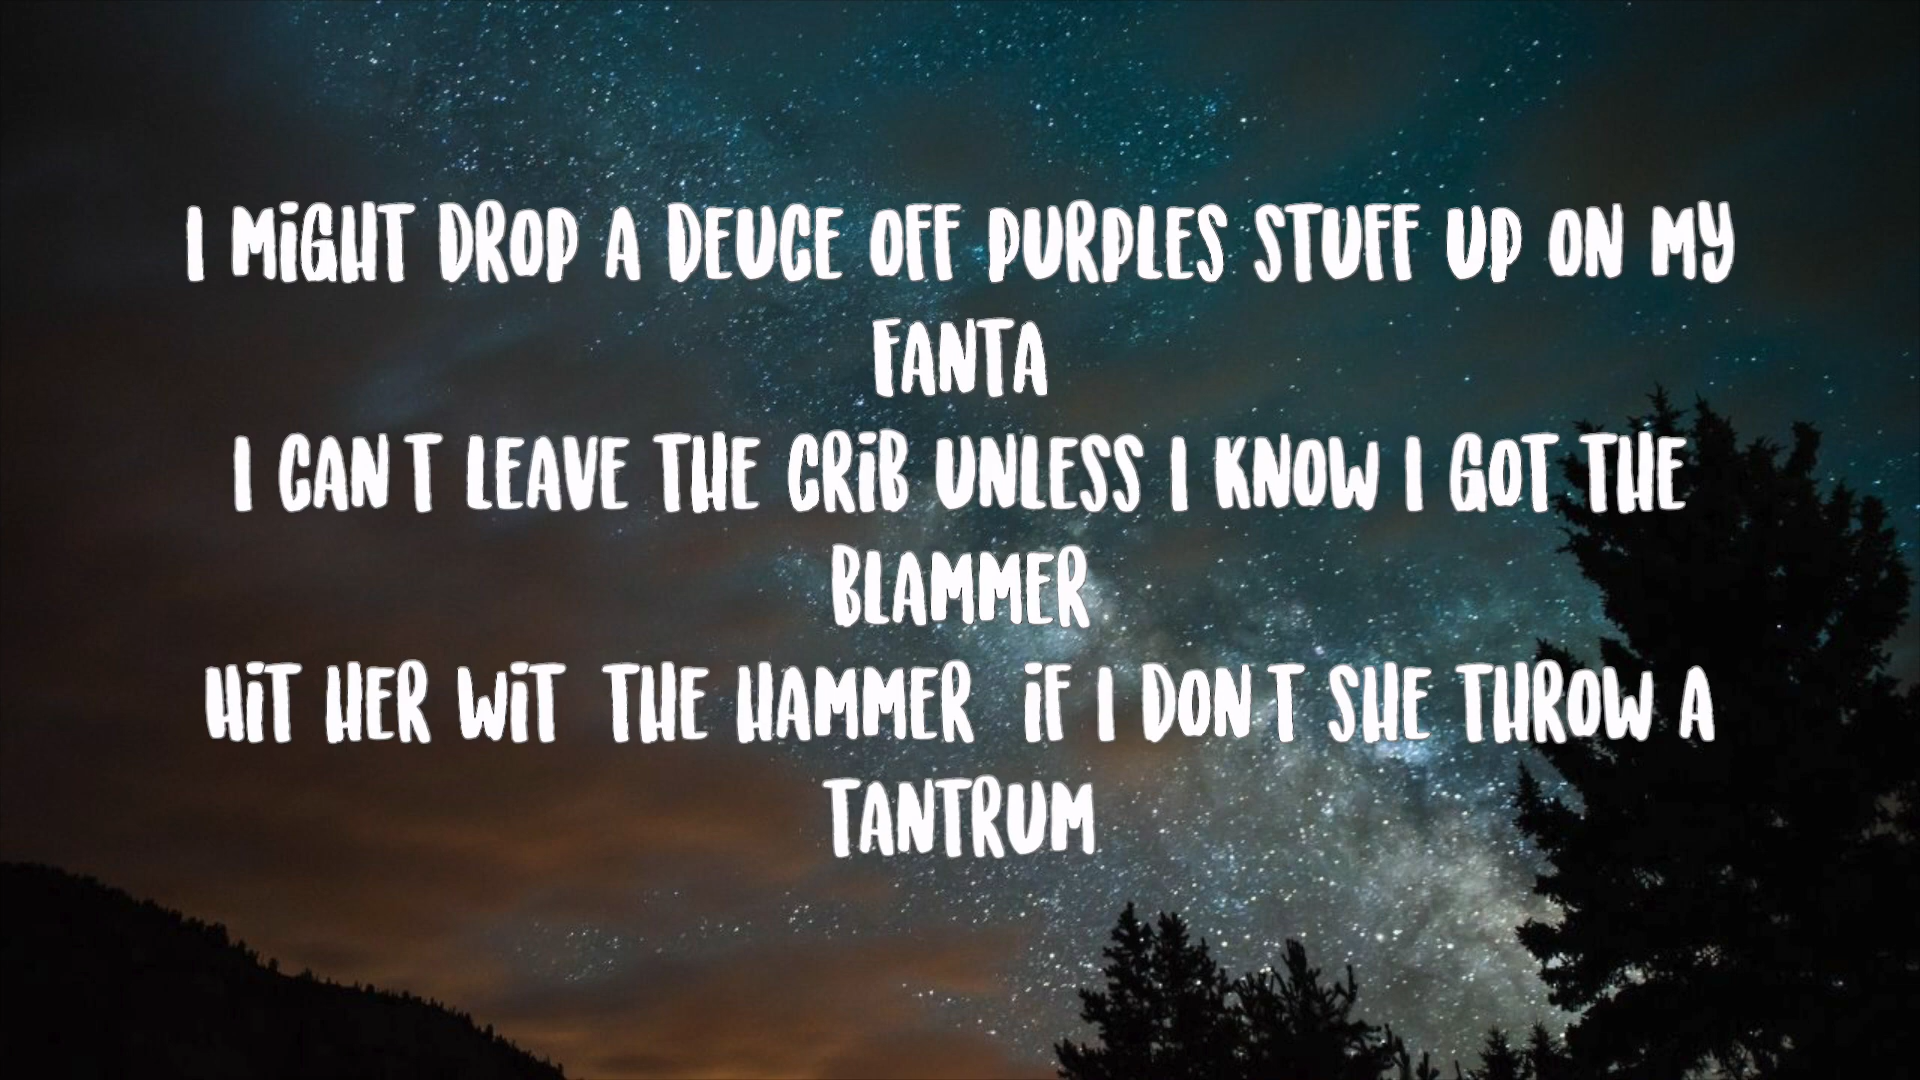 I MIGHT DROP A DEUCE OFF PURPLES STUFF UP ON MY
FANTA
I CAN T LEAVE THE CRIB UNLESS I KNOW I GOT THE
BLAMMER
HIT HER WIT THE HAMMER IF I DON T SHE THROW A
TANTRUM